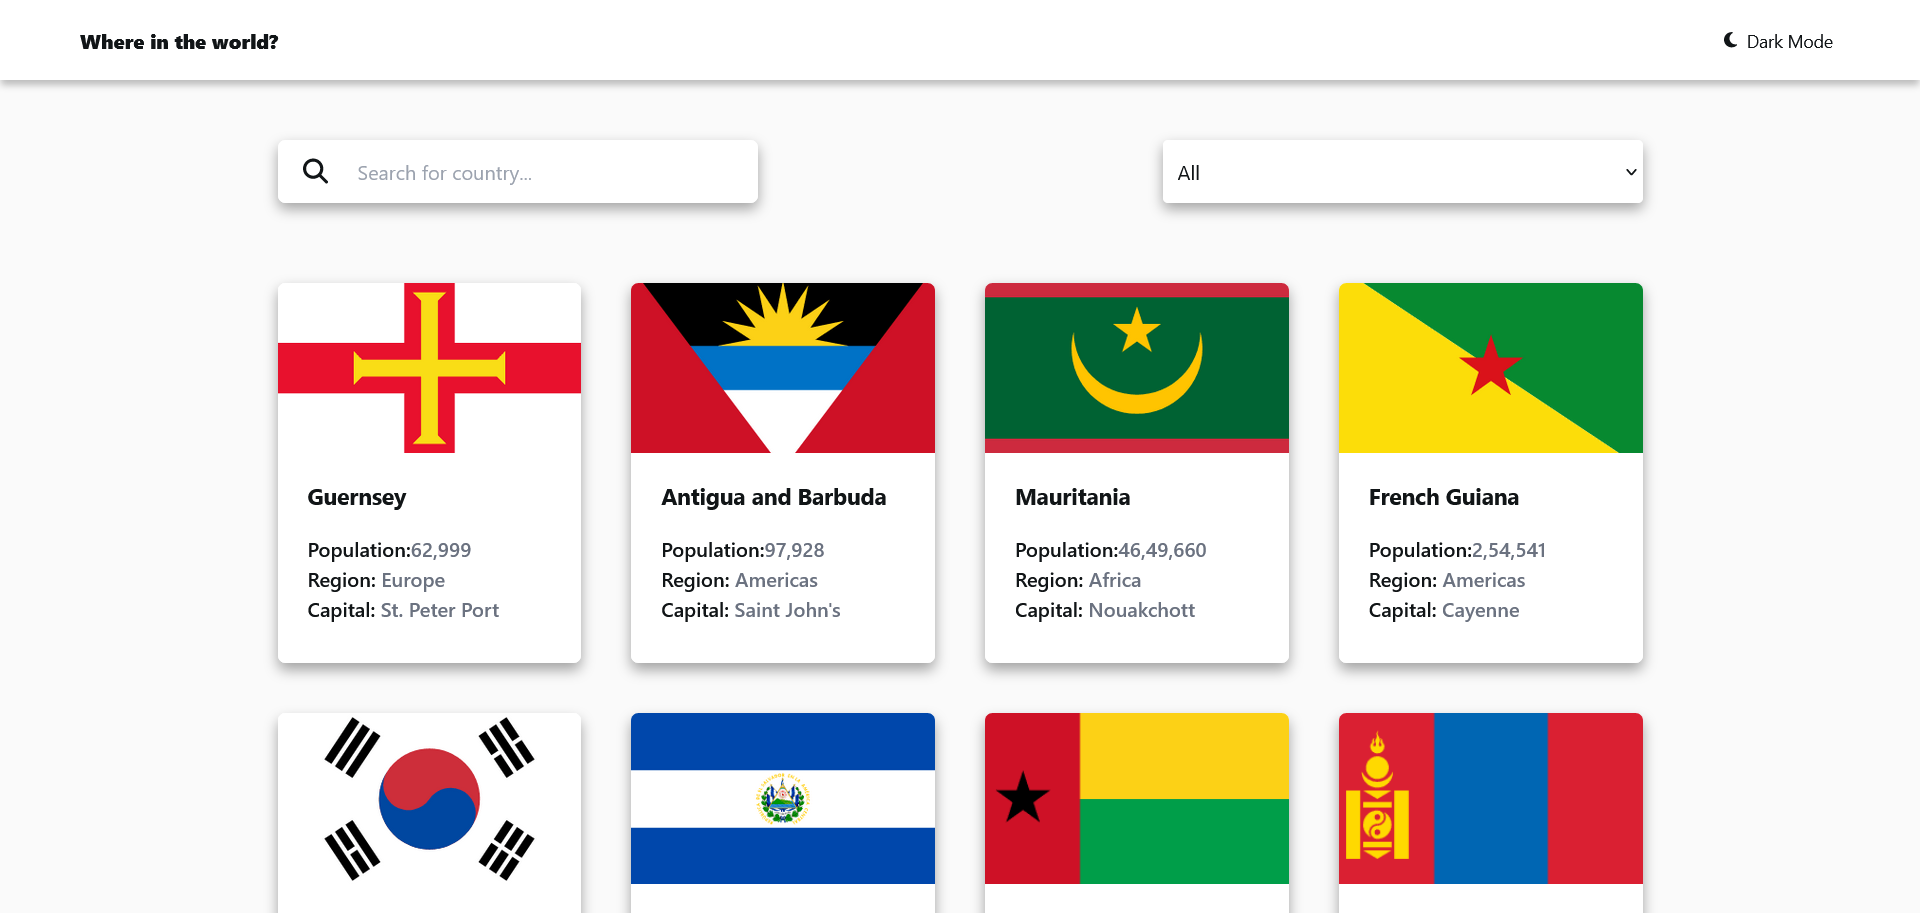 Where in the world?
Dark Mode
Search for country...
All
Guernsey
Population:62,999
Region: Europe
Capital: St. Peter Port
Antigua and Barbuda
Population:97,928
Region: Americas
Capital: Saint John's
Mauritania
Population:46,49,660
Region: Africa
Capital: Nouakchott
French Guiana
Population:2,54,541
Region: Americas
Capital: Cayenne